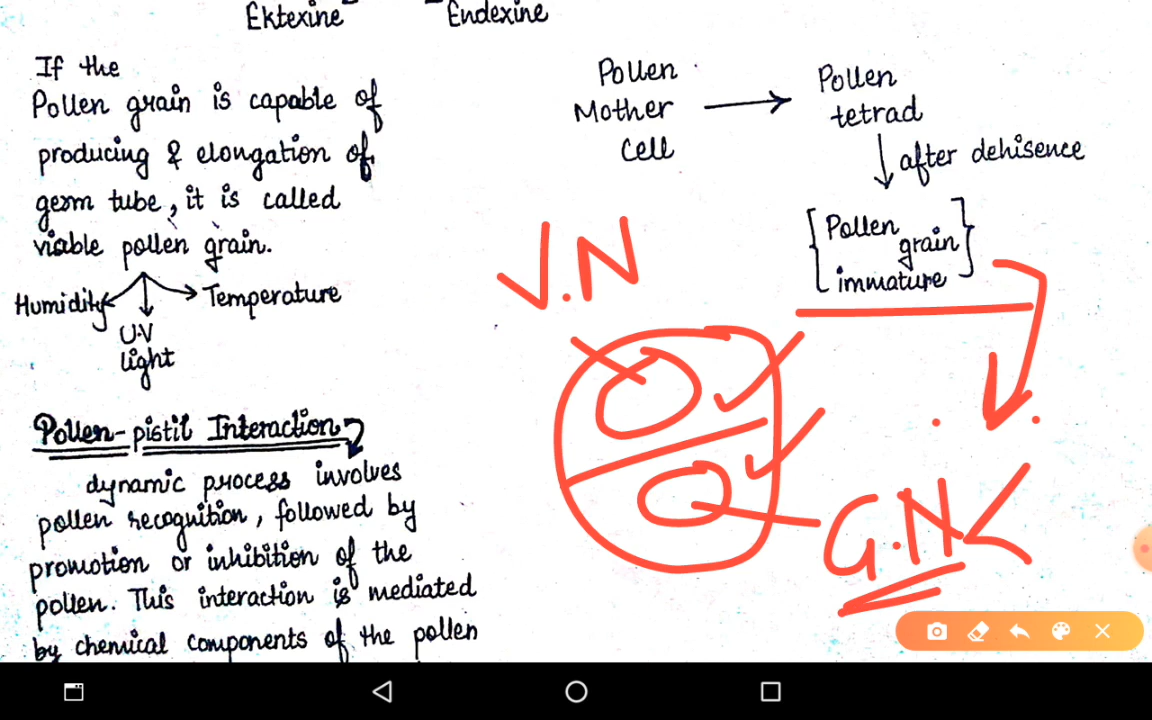 Ektexine
Endexine
If the
Pollen grain is capable of
producing & elongation of
germ tube, it is called
viable pollen grain.
Humidity
U.V
light
Temperature
Pollen-pistil Interaction
dynamic process involves
pollen recognition, followed by
promotion or inhibition of the
pollen. This interaction is mediated
by chemical components of the pollen
Pollen
Mother
Cell
Pollen
tetrad
after dehisence
Pollen
grain
immature
V.N
G.N